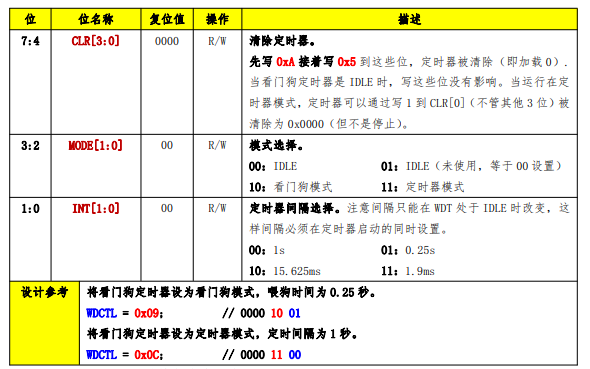 位 位名称 复位值 操作 描述
7:4 CLR[3:0] 0000 R/W 清除定时器。
先写 0xA 接着写 0x5 到这些位，定时器被清除（即加载 0）.
当看门狗定时器是 IDLE 时，写这些位没有影响。当运行在定
时器模式，定时器可以通过写 1 到 CLR[0]（不管其他 3 位）被
清除为 0x0000（但不是停止）。
3:2 MODE[1:0] 00 R/W 模式选择。
00: IDLE 01: IDLE（未使用，等于 00 设置）
10: 看门狗模式 11: 定时器模式
1:0 INT[1:0] 00 R/W 定时器间隔选择。注意间隔只能在 WDT 处于 IDLE 时改变，这
样间隔必须在定时器启动的同时设置。
00: 1s 01: 0.25s
10: 15.625ms 11: 1.9ms
设计参考 将看门狗定时器设为看门狗模式，喂狗时间为 0.25 秒。
WDCTL = 0x09; // 0000 10 01
将看门狗定时器设为定时器模式，定时间隔为 1 秒。
WDCTL = 0x0C; // 0000 11 00